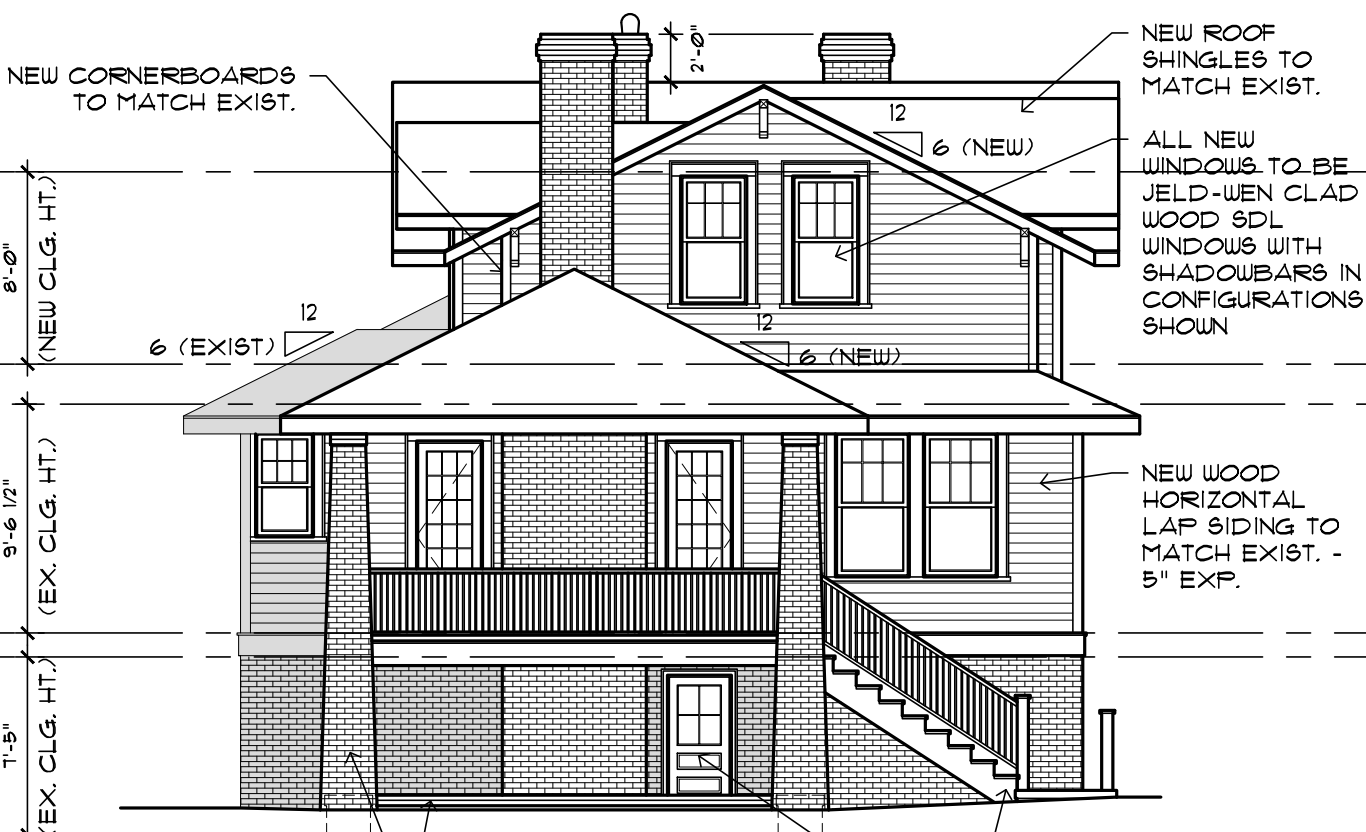 2'-0"
NEW ROOF
SHINGLES TO
MATCH EXIST.
NEW CORNERBOARDS
TO MATCH EXIST.
12
6 (NEW)
ALL NEW
WINDOWS TO BE
JELD-WEN CLAD
WOOD SDL
WINDOWS WITH
SHADOWBARS IN
CONFIGURATIONS
SHOWN
8'-0"
(NEW CLG. HT.)
12
6 (EXIST)
12
6 (NEW)
9'-6 1/2"
(EX. CLG. HT.)
NEW WOOD
HORIZONTAL
LAP SIDING TO
MATCH EXIST. -
5" EXP.
7'-5"
(EX. CLG. HT.)